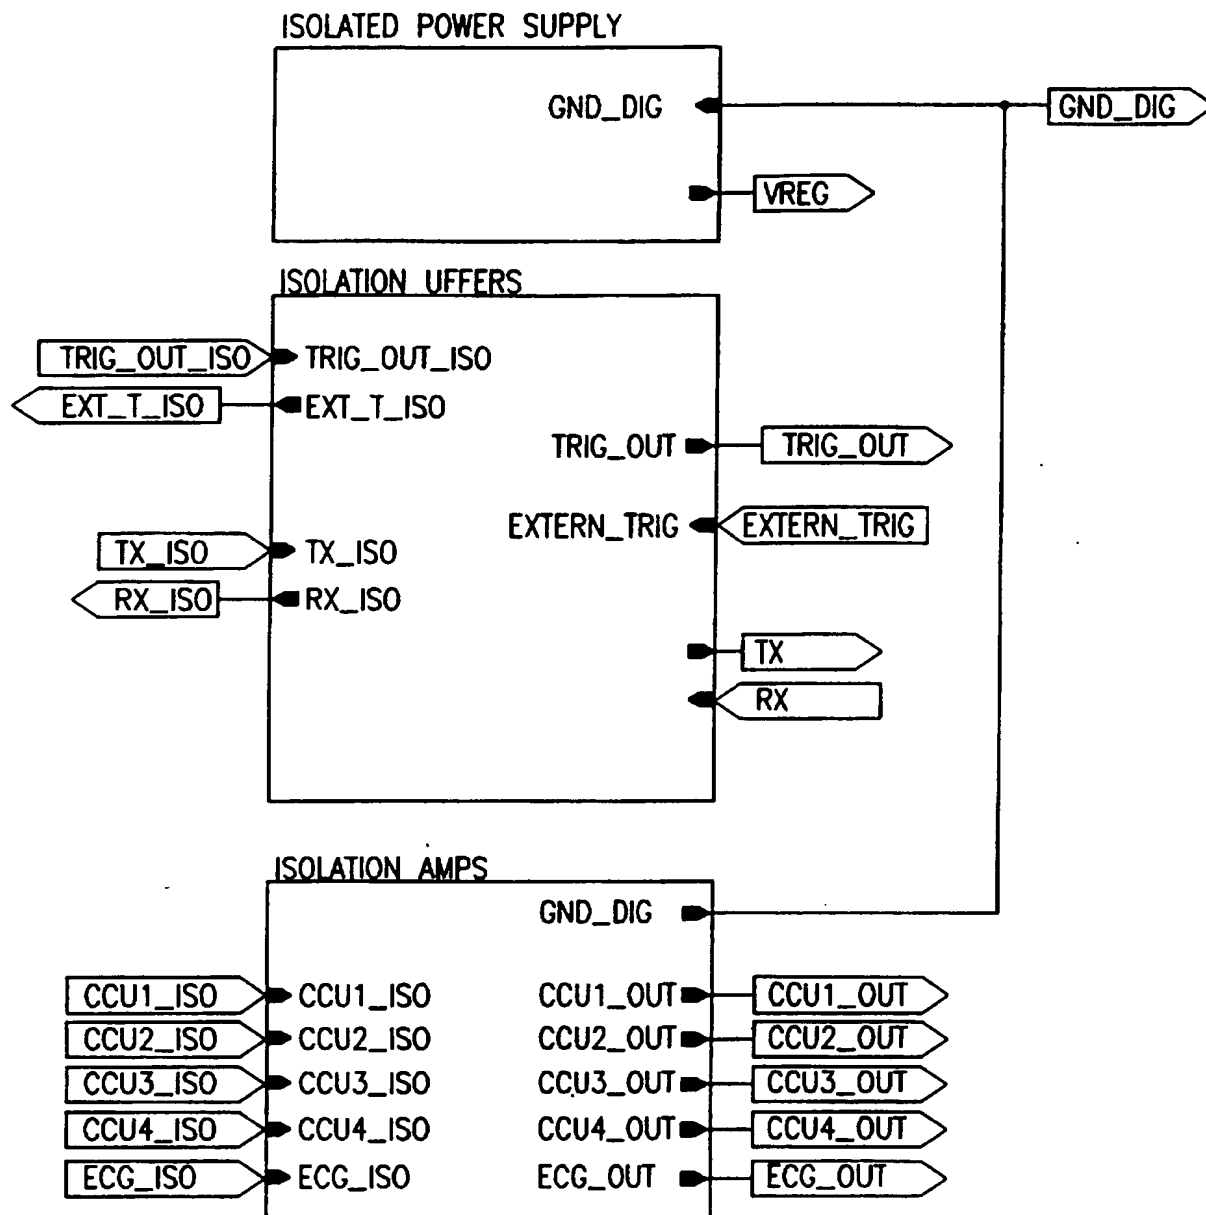 ISOLATED POWER SUPPLY
GND_DIG
GND_DIG
VREG
ISOLATION UFFERS
TRIG_OUT_ISO
TRIG_OUT_ISO
EXT_T_ISO
EXT_T_ISO
TRIG_OUT
TRIG_OUT
EXTERN_TRIG
EXTERN_TRIG
TX_ISO
TX_ISO
RX_ISO
RX_ISO
TX
RX
ISOLATION AMPS
GND_DIG
CCU1_ISO
CCU1_ISO
CCU1_OUT
CCU1_OUT
CCU2_ISO
CCU2_ISO
CCU2_OUT
CCU2_OUT
CCU3_ISO
CCU3_ISO
CCU3_OUT
CCU3_OUT
CCU4_ISO
CCU4_ISO
CCU4_OUT
CCU4_OUT
ECG_ISO
ECG_ISO
ECG_OUT
ECG_OUT